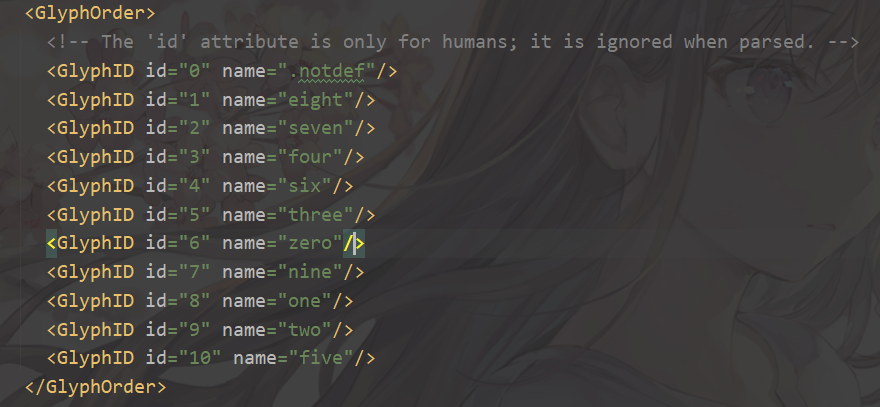 <GlyphOrder>
<!-- The 'id' attribute is only for humans; it is ignored when parsed. -->
<GlyphID id="0" name=".notdef"/>
<GlyphID id="1" name="eight"/>
<GlyphID id="2" name="seven"/>
<GlyphID id="3" name="four"/>
<GlyphID id="4" name="six"/>
<GlyphID id="5" name="three"/>
<GlyphID id="6" name="zero"/>
<GlyphID id="7" name="nine"/>
<GlyphID id="8" name="one"/>
<GlyphID id="9" name="two"/>
<GlyphID id="10" name="five"/>
</GlyphOrder>